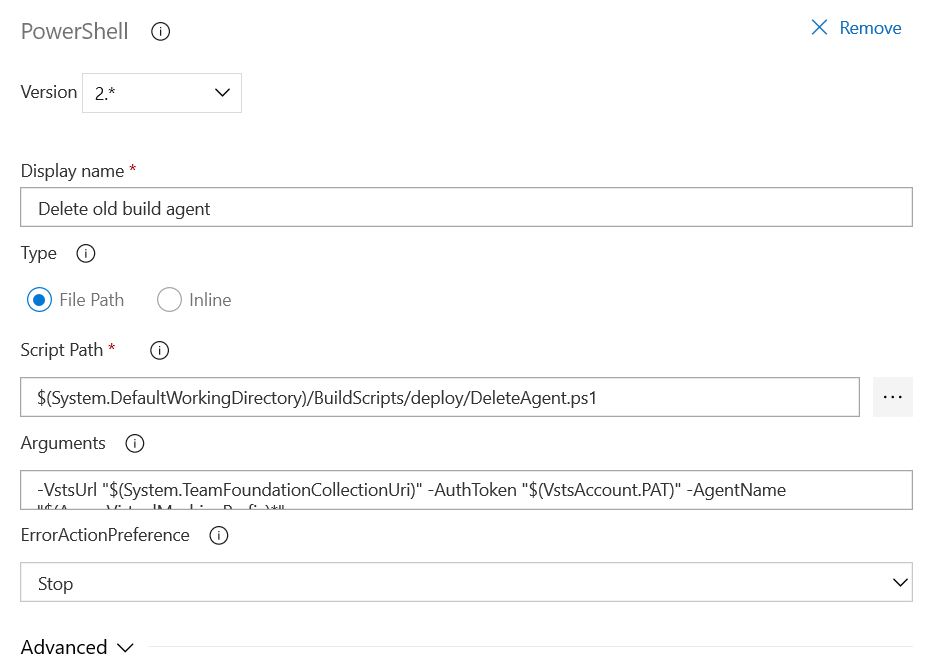 PowerShell
Remove
Version 2.*
Display name *
Delete old build agent
Type
File Path Inline
Script Path *
$(System.DefaultWorkingDirectory)/BuildScripts/deploy/DeleteAgent.ps1
...
Arguments
-VstsUrl "$(System.TeamFoundationCollectionUri)" -AuthToken "$(VstsAccount.PAT)" -AgentName
ErrorActionPreference
Stop
Advanced